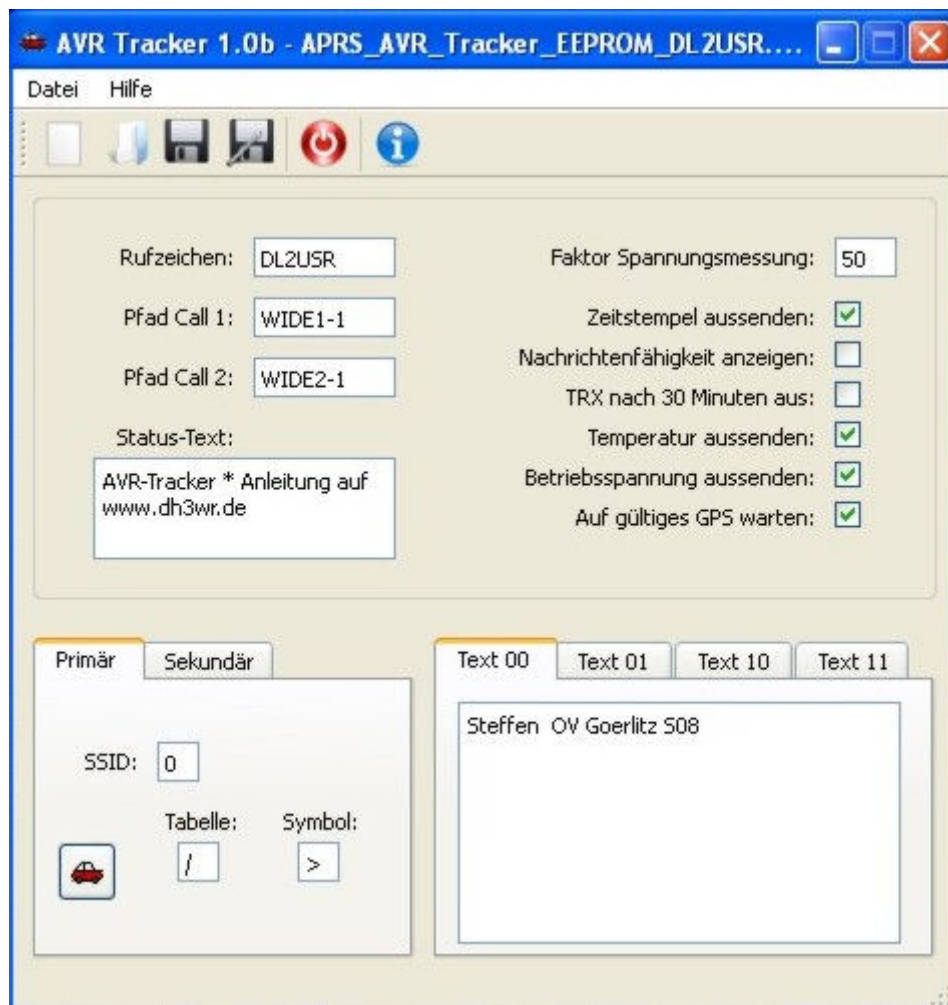 AVR Tracker 1.0b - APRS_AVR_Tracker_EEPROM_DL2USR....
Datei Hilfe
Rufzeichen: DL2USR
Pfad Call 1: WIDE1-1
Pfad Call 2: WIDE2-1
Status-Text:
AVR-Tracker * Anleitung auf
www.dh3wr.de
Faktor Spannungsmessung: 50
Zeitstempel aussenden:
Nachrichtenfähigkeit anzeigen:
TRX nach 30 Minuten aus:
Temperatur aussenden:
Betriebsspannung aussenden:
Auf gültiges GPS warten:
Primär Sekundär
SSID: 0
Tabelle: Symbol:
/ >
Text 00 Text 01 Text 10 Text 11
Steffen OV Goerlitz S08